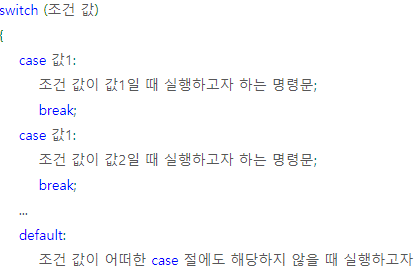 switch (조건 값)
{
case 값1:
조건 값이 값1일 때 실행하고자 하는 명령문;
break;
case 값1:
조건 값이 값2일 때 실행하고자 하는 명령문;
break;
...
default:
조건 값이 어떠한 case 절에도 해당하지 않을 때 실행하고자